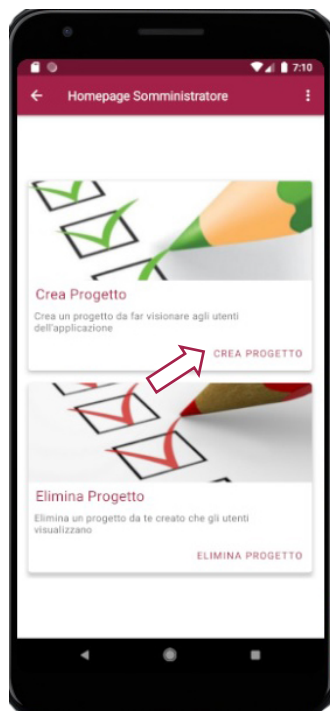 7:10
Homepage Somministratore
Crea Progetto
Crea un progetto da far visionare agli utenti
dell'applicazione
CREA PROGETTO
Elimina Progetto
Elimina un progetto da te creato che gli utenti
visualizzano
ELIMINA PROGETTO